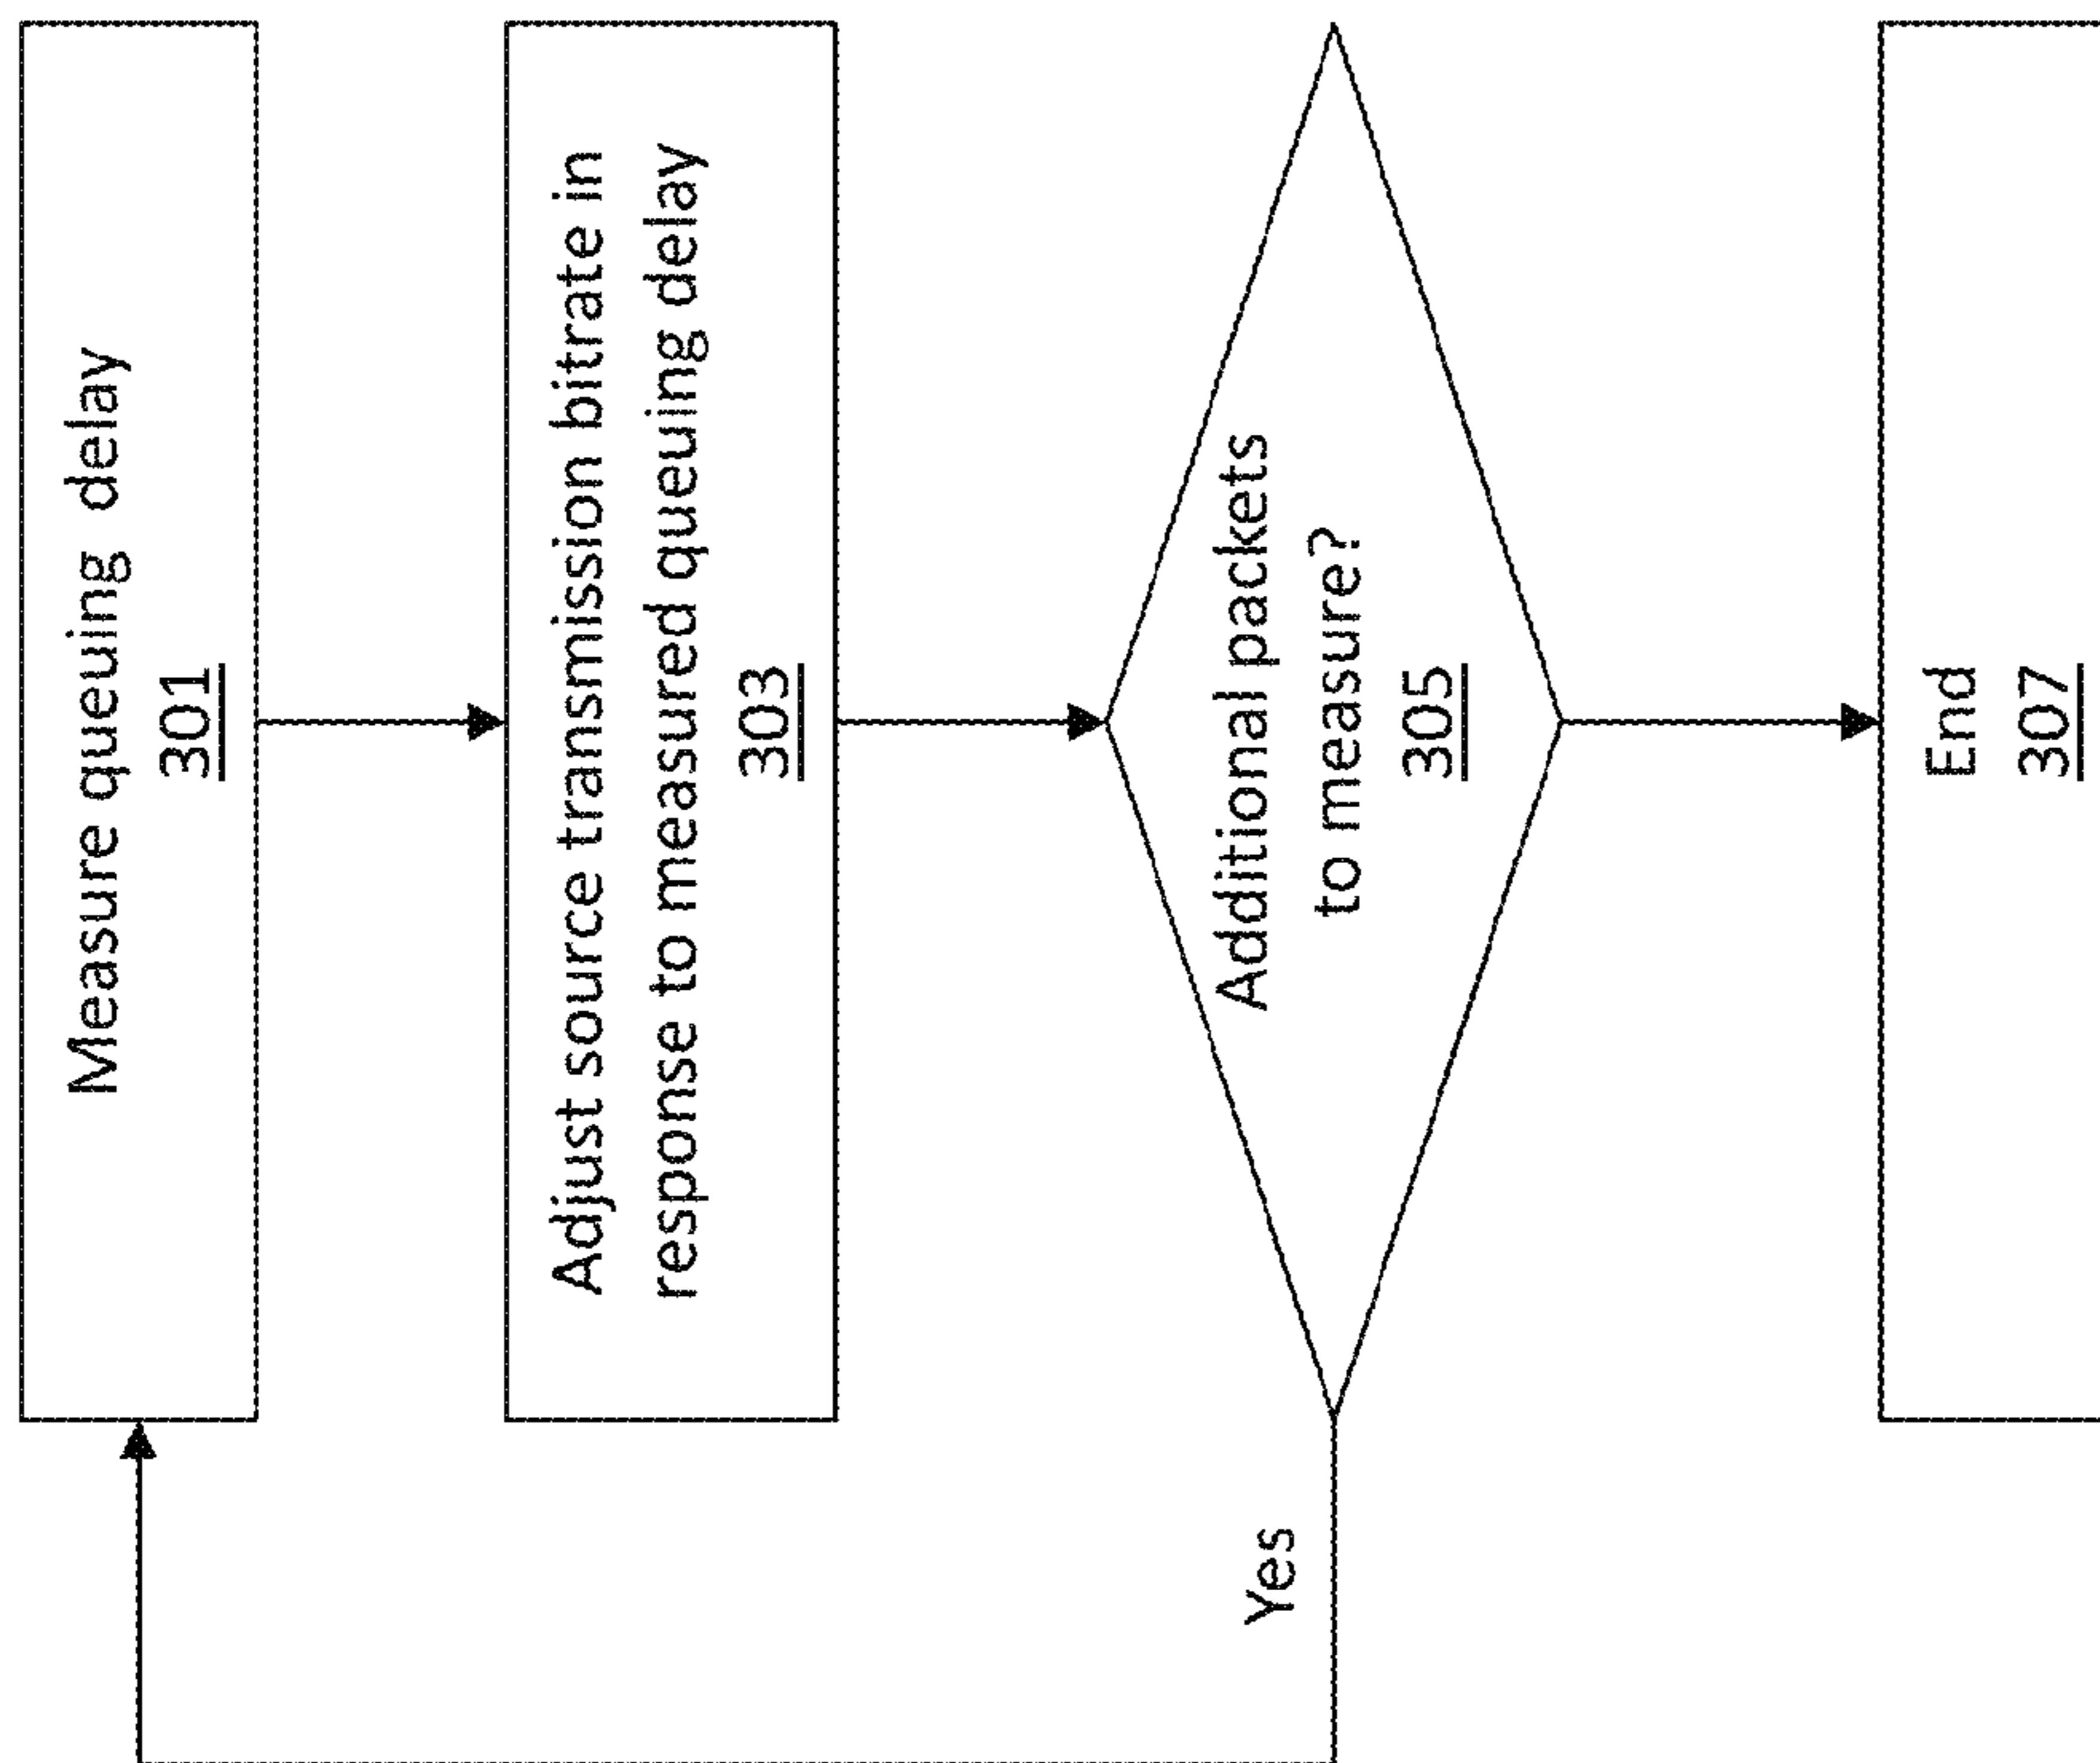 Measure queuing delay
301
Adjust source transmission bitrate in
response to measured queuing delay
303
Additional packets
to measure?
305
Yes
End
307